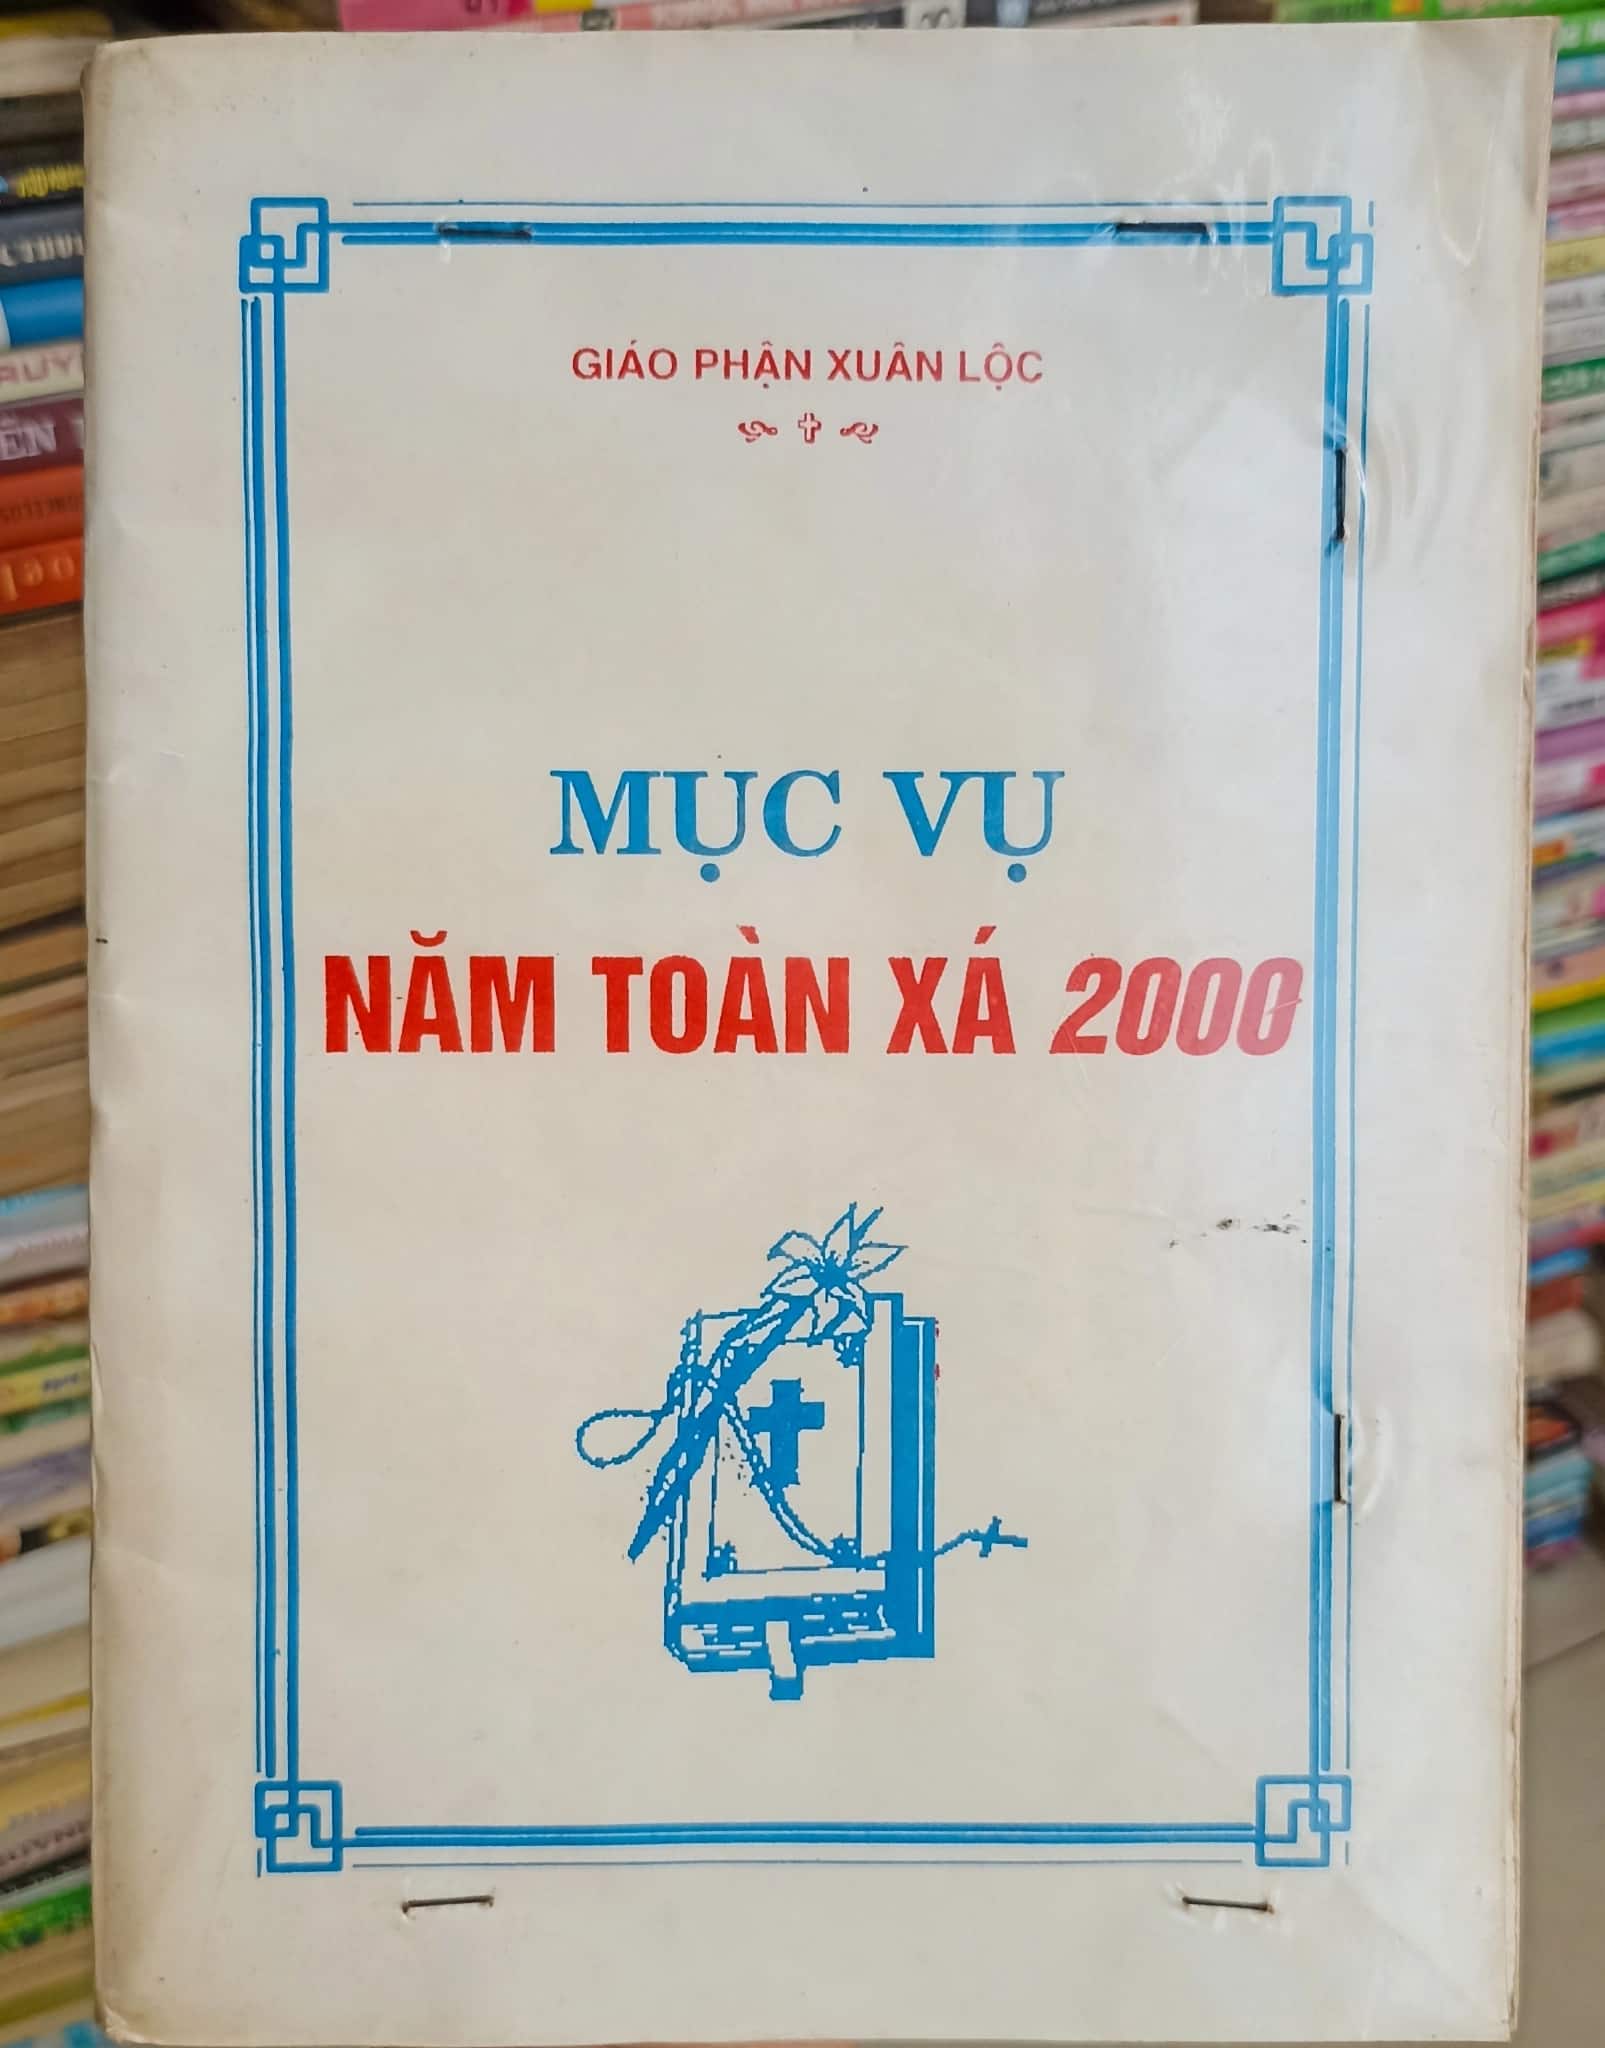 GIÁO PHẬN XUÂN LỘC
MỤC VỤ
NĂM TOÀN XÁ 2000